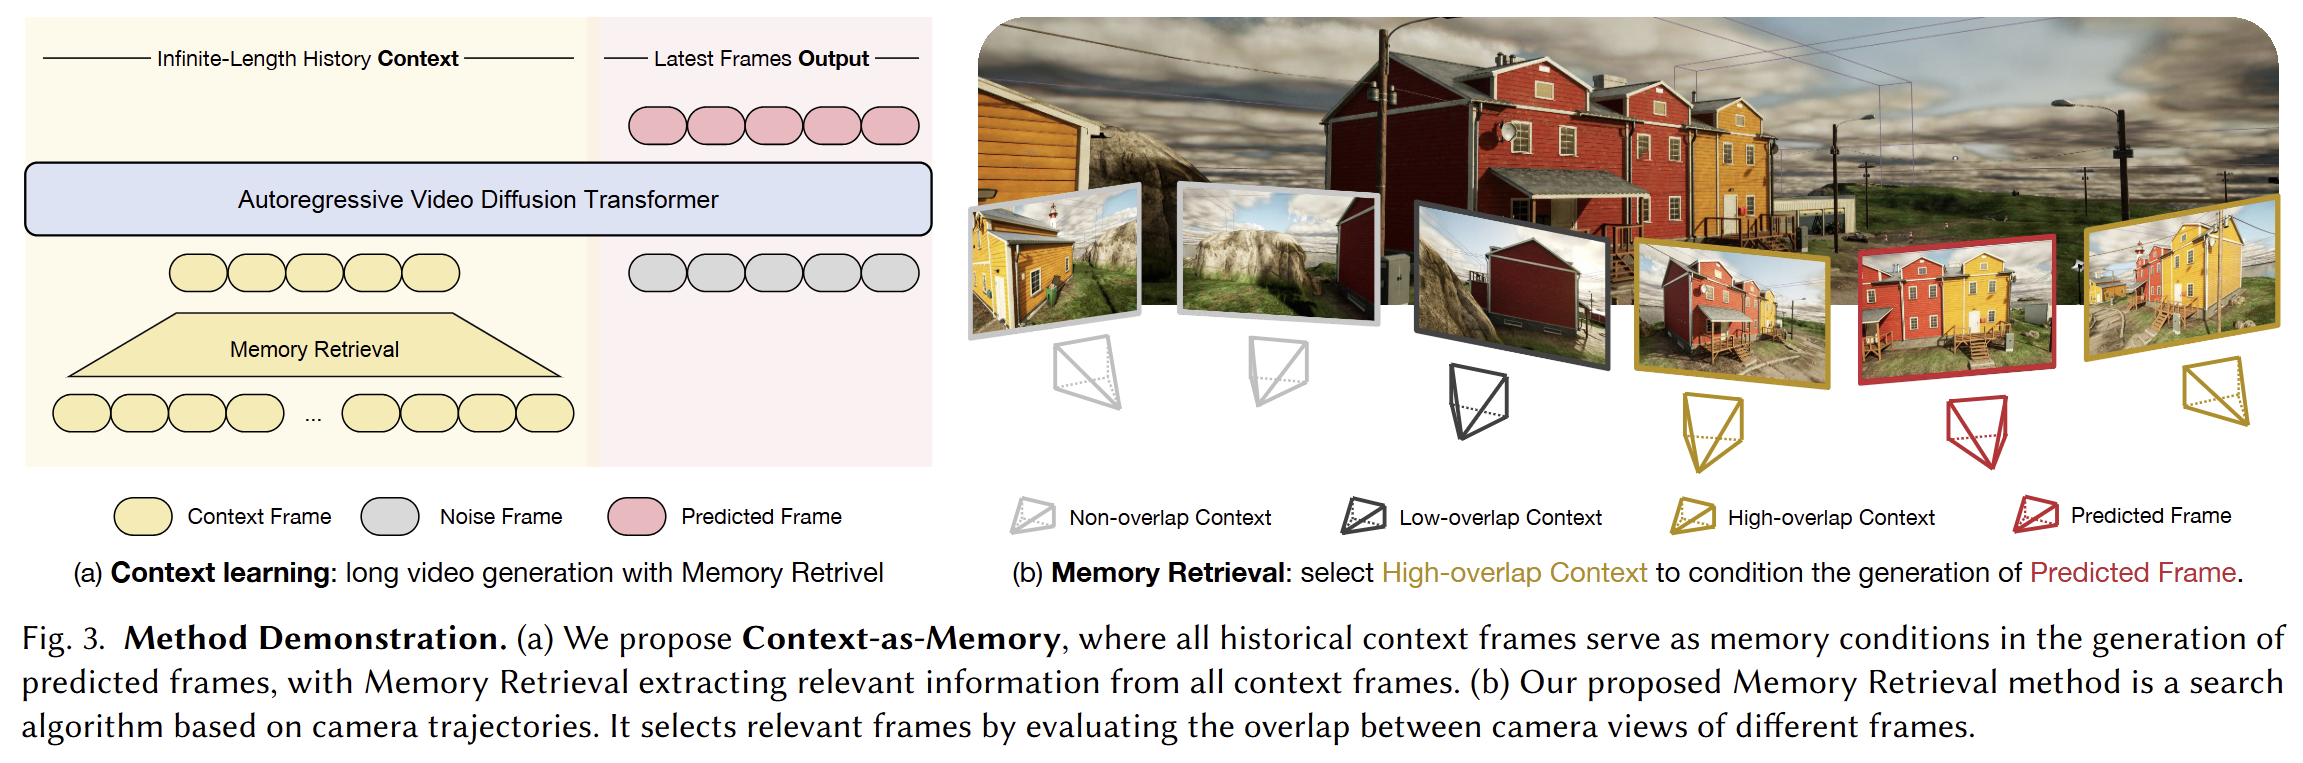 Infinite-Length History Context
Latest Frames Output
Autoregressive Video Diffusion Transformer
Memory Retrieval
...
Context Frame
Noise Frame
Predicted Frame
(a) Context learning: long video generation with Memory Retrivel
Non-overlap Context
Low-overlap Context
High-overlap Context
Predicted Frame
(b) Memory Retrieval: select High-overlap Context to condition the generation of Predicted Frame.
Fig. 3. Method Demonstration. (a) We propose Context-as-Memory, where all historical context frames serve as memory conditions in the generation of
predicted frames, with Memory Retrieval extracting relevant information from all context frames. (b) Our proposed Memory Retrieval method is a search
algorithm based on camera trajectories. It selects relevant frames by evaluating the overlap between camera views of different frames.